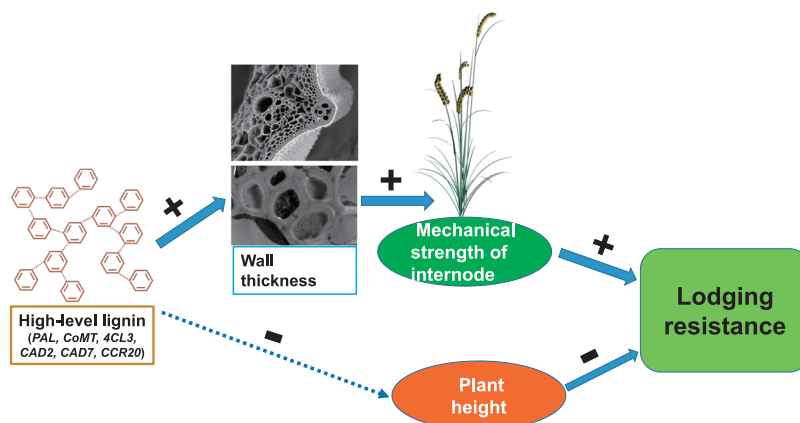 +
+
Wall
thickness
Mechanical
strength of
internode
+
Lodging
resistance
High-level lignin
(PAL, CoMT, 4CL3,
CAD2, CAD7, CCR20)
-
Plant
height
-